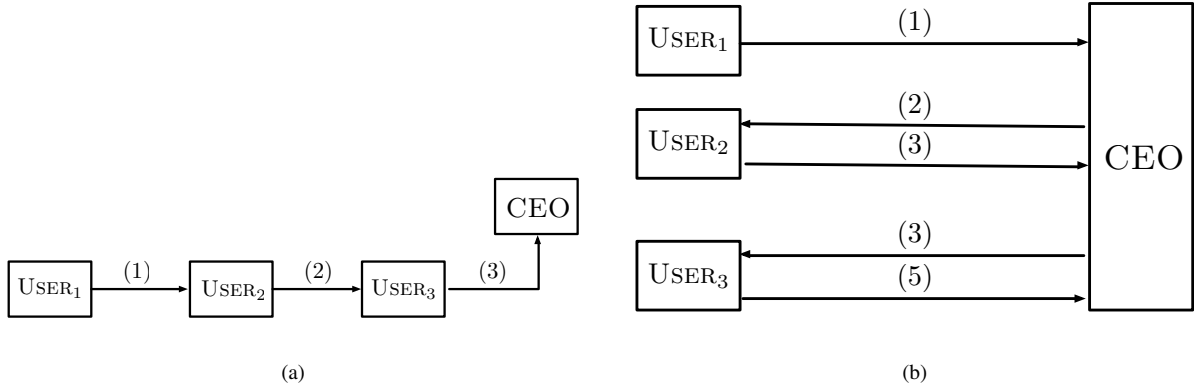 CEO
USER1
(1)
USER2
(2)
USER3
(3)
(a)
USER1
(1)
USER2
(2)
(3)
CEO
USER3
(3)
(5)
(b)